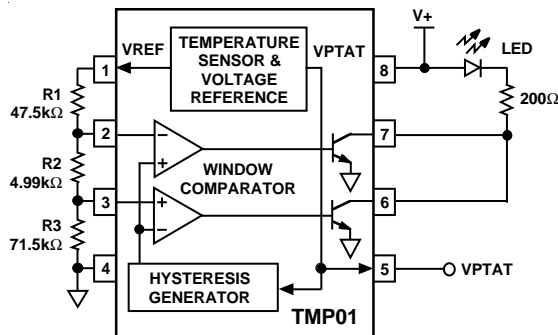 V+
LED
VREF
TEMPERATURE
SENSOR &
VOLTAGE
REFERENCE
VPTAT
1
8
R1
47.5kΩ
200Ω
2
7
R2
4.99kΩ
WINDOW
COMPARATOR
3
6
R3
71.5kΩ
4
HYSTERESIS
GENERATOR
5
VPTAT
TMP01